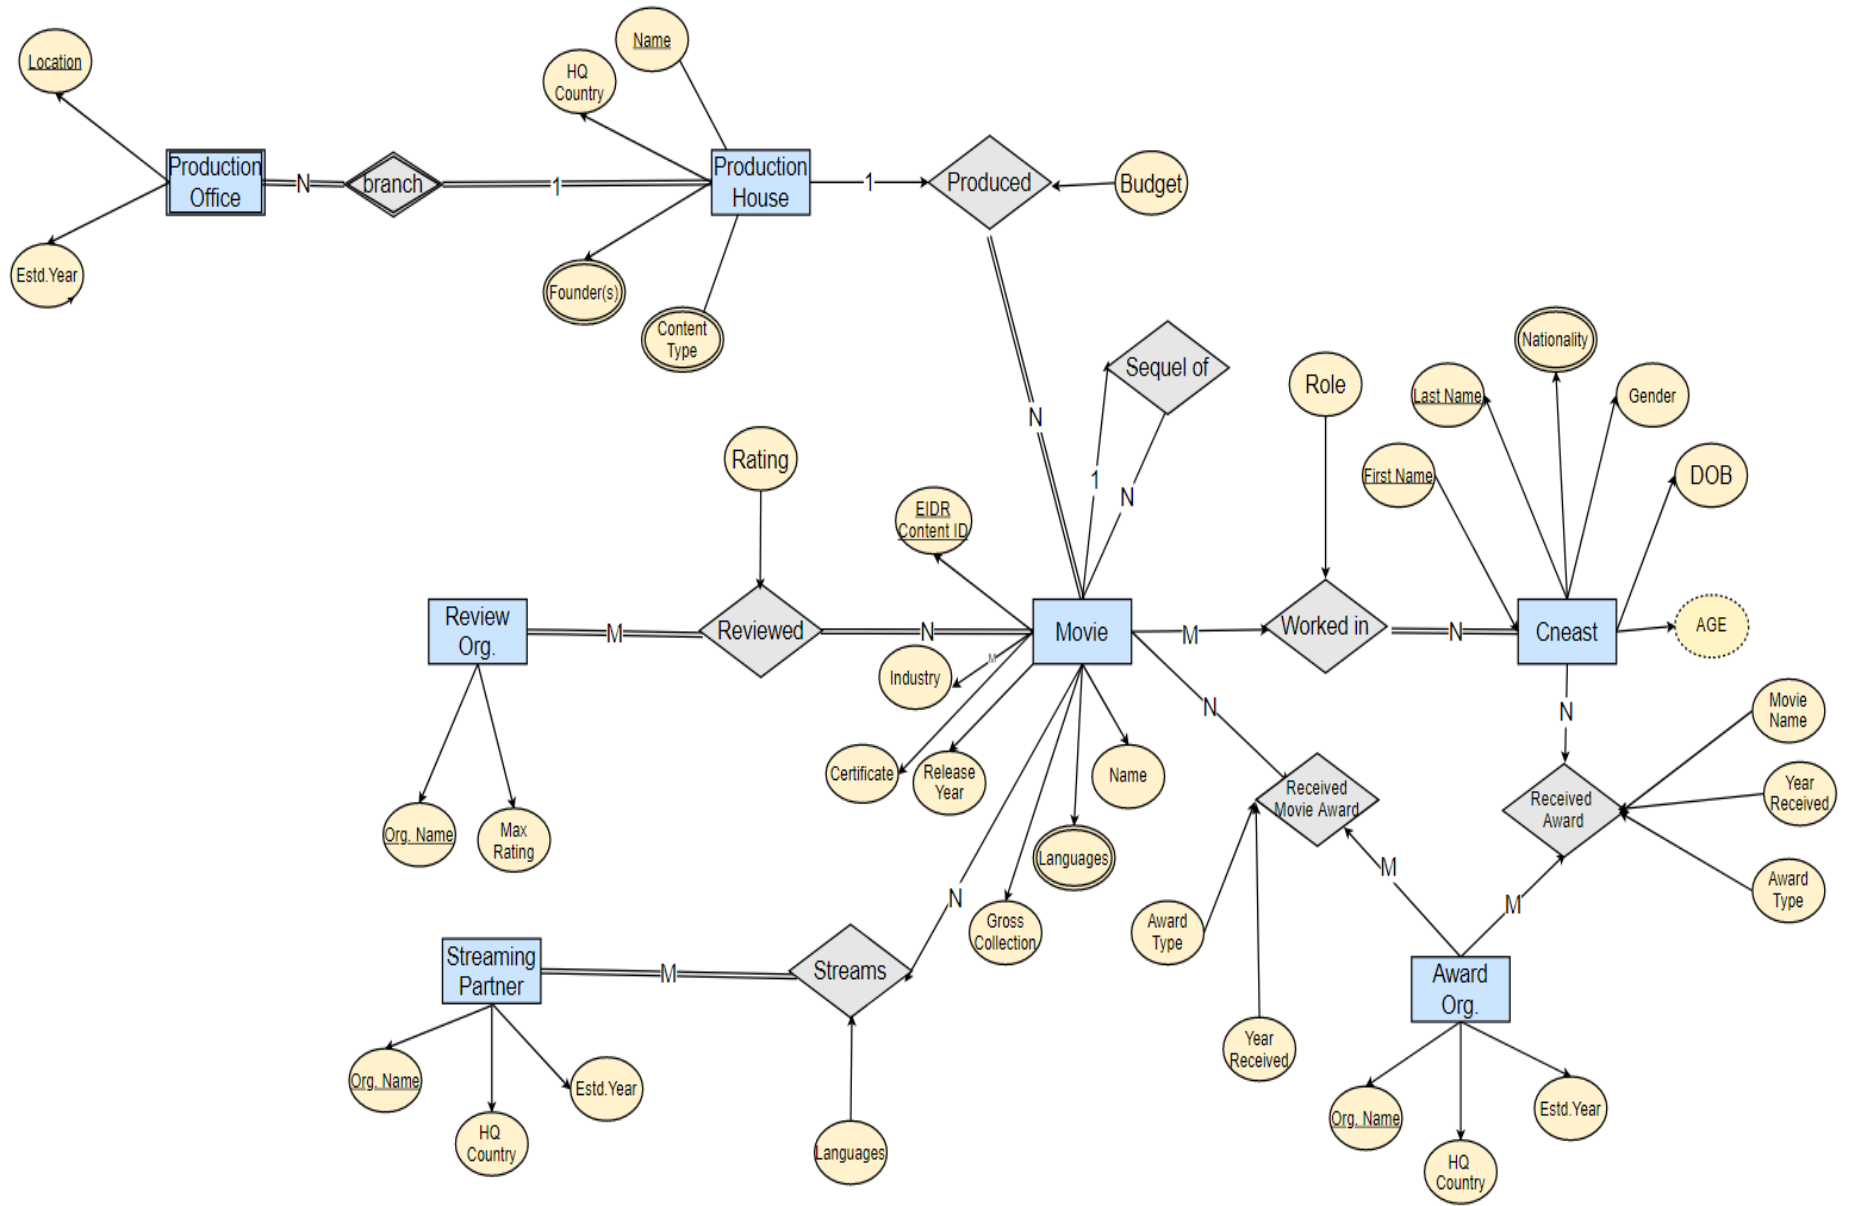 Location
Name
HQ
Country
Production
Office
N
branch
1
Production
House
1
Produced
Budget
Estd.Year
Founder(s)
Content
Type
N
1
Sequel of
N
Role
Nationality
Last Name
Gender
First Name
DOB
AGE
Rating
EIDR
Content ID
Review
Org.
M
Reviewed
N
Movie
M
Worked in
N
Cneast
Industry
M
Certificate
Release
Year
Name
Languages
Gross
Collection
N
N
Received
Movie Award
N
Received
Award
Movie
Name
Year
Received
Award
Type
Org. Name
Max
Rating
M
M
Award
Type
Year
Received
Streaming
Partner
M
Streams
Award
Org.
Org. Name
HQ
Country
Estd.Year
Languages
Org. Name
HQ
Country
Estd.Year